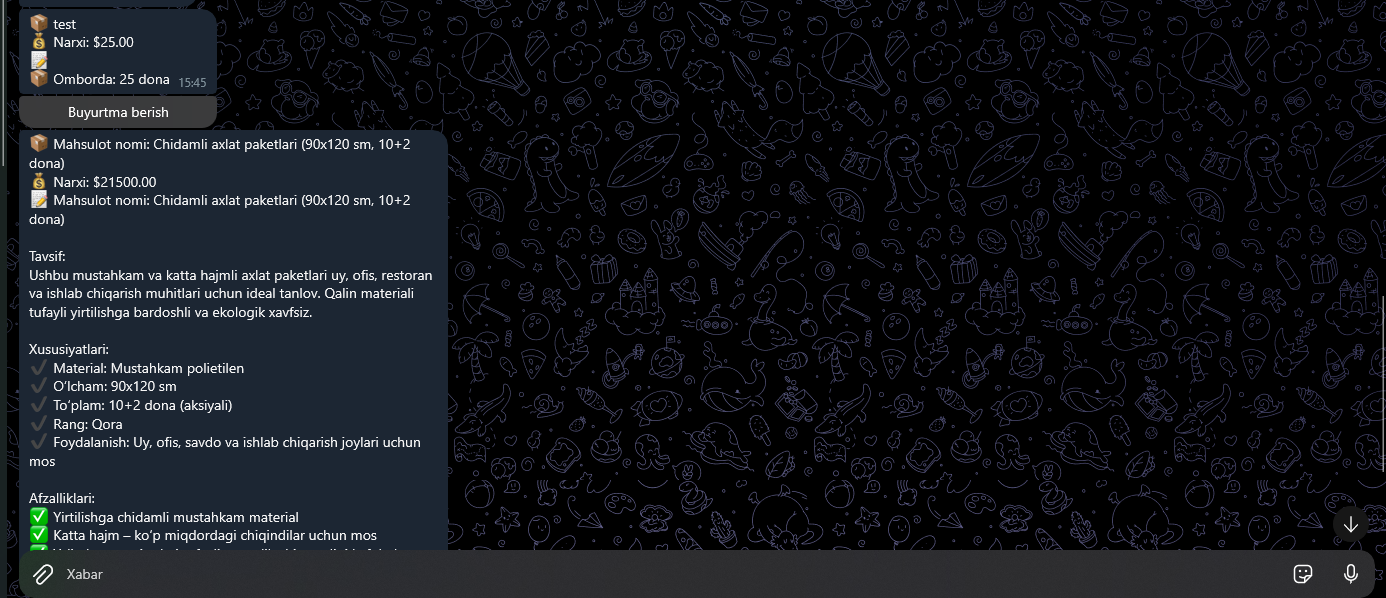 📦 test
💰 Narxi: $25.00
📝
📦 Omborda: 25 dona 15:45
Buyurtma berish
📦 Mahsulot nomi: Chidamli axlat paketlari (90x120 sm, 10+2
dona)
💰 Narxi: $21500.00
📝 Mahsulot nomi: Chidamli axlat paketlari (90x120 sm, 10+2
dona)
Tavsif:
Ushbu mustahkam va katta hajmli axlat paketlari uy, ofis, restoran
va ishlab chiqarish muhitlari uchun ideal tanlov. Qalin materiali
tufayli yirtilishga bardoshli va ekologik xavfsiz.
Xususiyatlari:
✔ Material: Mustahkam polietilen
✔ O‘lcham: 90x120 sm
✔ To‘plam: 10+2 dona (aksiyali)
✔ Rang: Qora
✔ Foydalanish: Uy, ofis, savdo va ishlab chiqarish joylari uchun
mos
Afzalliklari:
✅ Yirtilishga chidamli mustahkam material
✅ Katta hajm – ko‘p miqdordagi chiqindilar uchun mos
Xabar